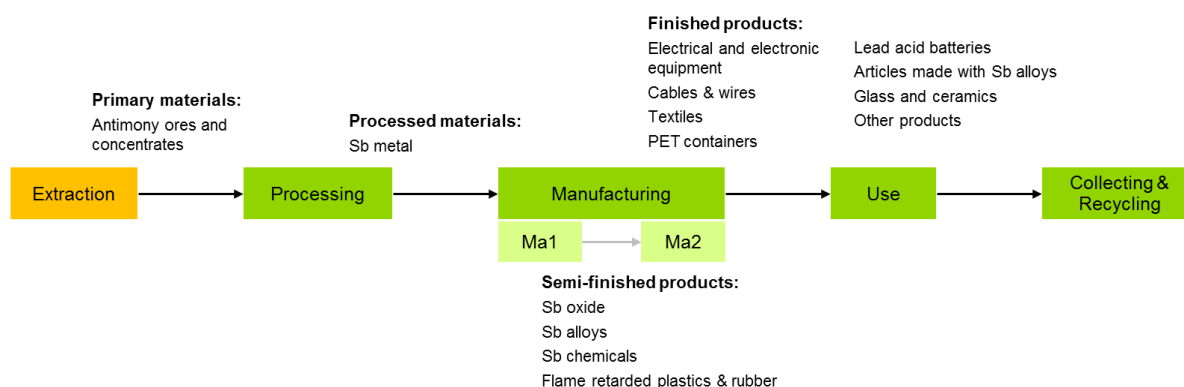 Finished products:
Electrical and electronic
equipment
Cables & wires
Textiles
PET containers
Lead acid batteries
Articles made with Sb alloys
Glass and ceramics
Other products
Primary materials:
Antimony ores and
concentrates
Processed materials:
Sb metal
Extraction
Processing
Manufacturing
Use
Collecting &
Recycling
Ma1
Ma2
Semi-finished products:
Sb oxide
Sb alloys
Sb chemicals
Flame retarded plastics & rubber